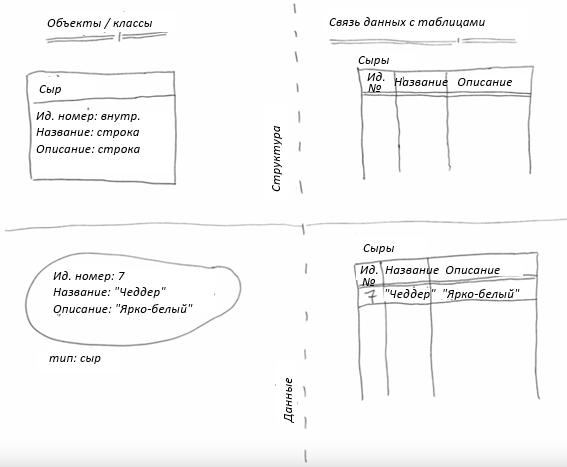 Объекты / классы
Связь данных с таблицами
Сыр
Ид. номер: внутр.
Название: строка
Описание: строка
Структура
Сыры
Ид. № Название Описание
Ид. номер: 7
Название: "Чеддер"
Описание: "Ярко-белый"
тип: сыр
Данные
Сыры
Ид. № Название Описание
7 "Чеддер" "Ярко-белый"